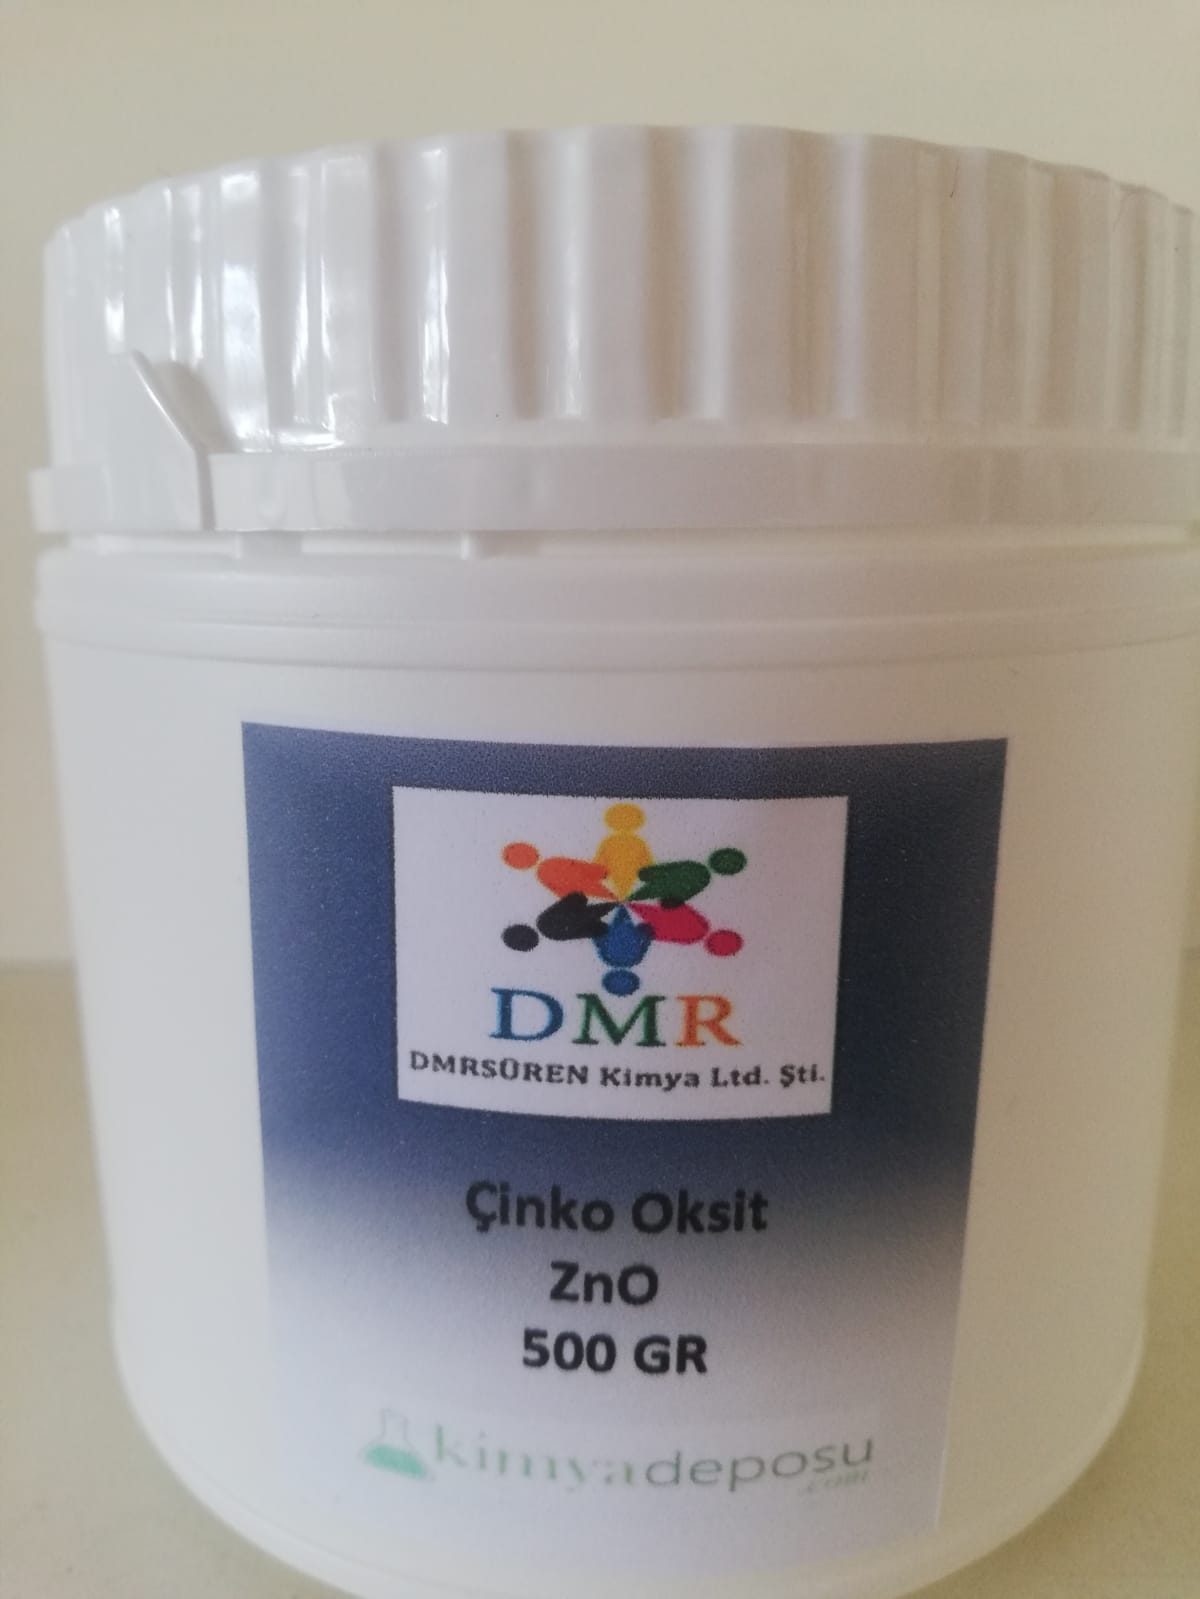 DMR
DMRSÜREN Kimya Ltd. Şti.
Çinko Oksit
ZnO
500 GR
kimyadeposu
.com